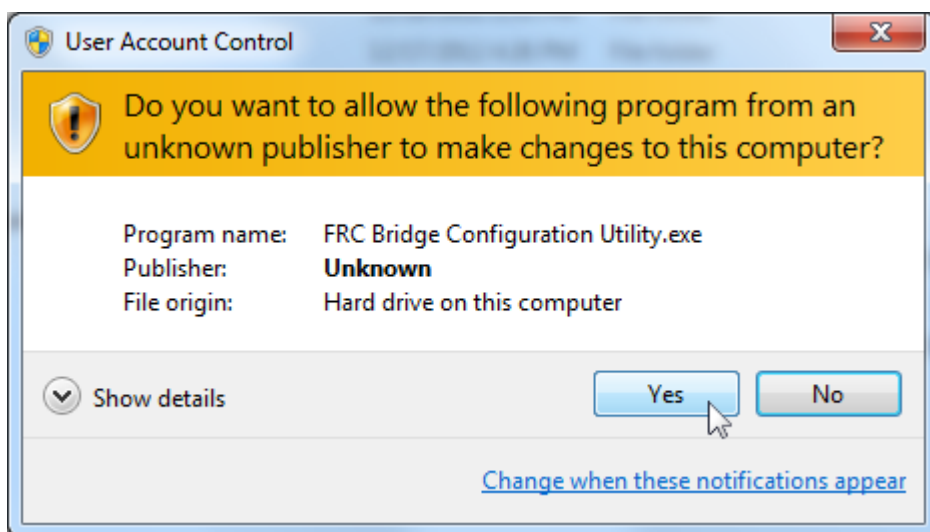 User Account Control
Do you want to allow the following program from an
unknown publisher to make changes to this computer?
Program name: FRC Bridge Configuration Utility.exe
Publisher: Unknown
File origin: Hard drive on this computer
Show details
Yes No
Change when these notifications appear